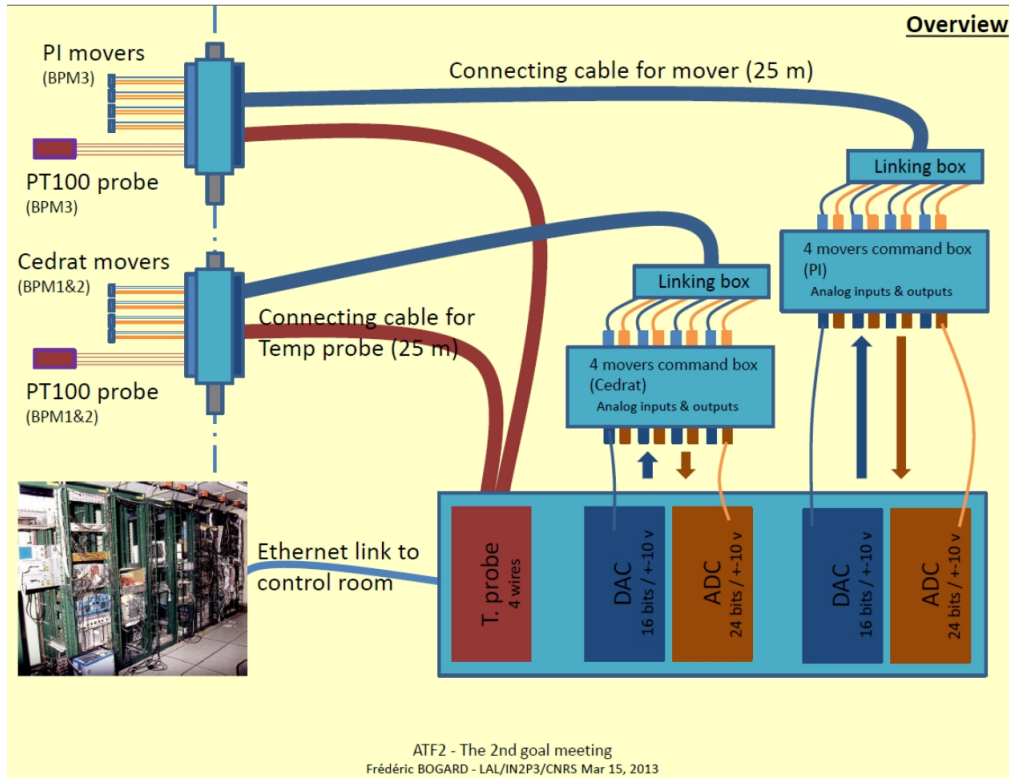 Overview
PI movers
(BPM3)
Connecting cable for mover (25 m)
PT100 probe
(BPM3)
Linking box
4 movers command box
(PI)
Analog inputs & outputs
Cedrat movers
(BPM1&2)
Linking box
Connecting cable for
Temp probe (25 m)
4 movers command box
(Cedrat)
Analog inputs & outputs
PT100 probe
(BPM1&2)
Ethernet link to
control room
T. probe
4 wires
DAC
16 bits / +-10 v
ADC
24 bits / +-10 v
DAC
16 bits / +-10 v
ADC
24 bits / +-10 v
ATF2 - The 2nd goal meeting
Frédéric BOGARD - LAL/IN2P3/CNRS Mar 15, 2013